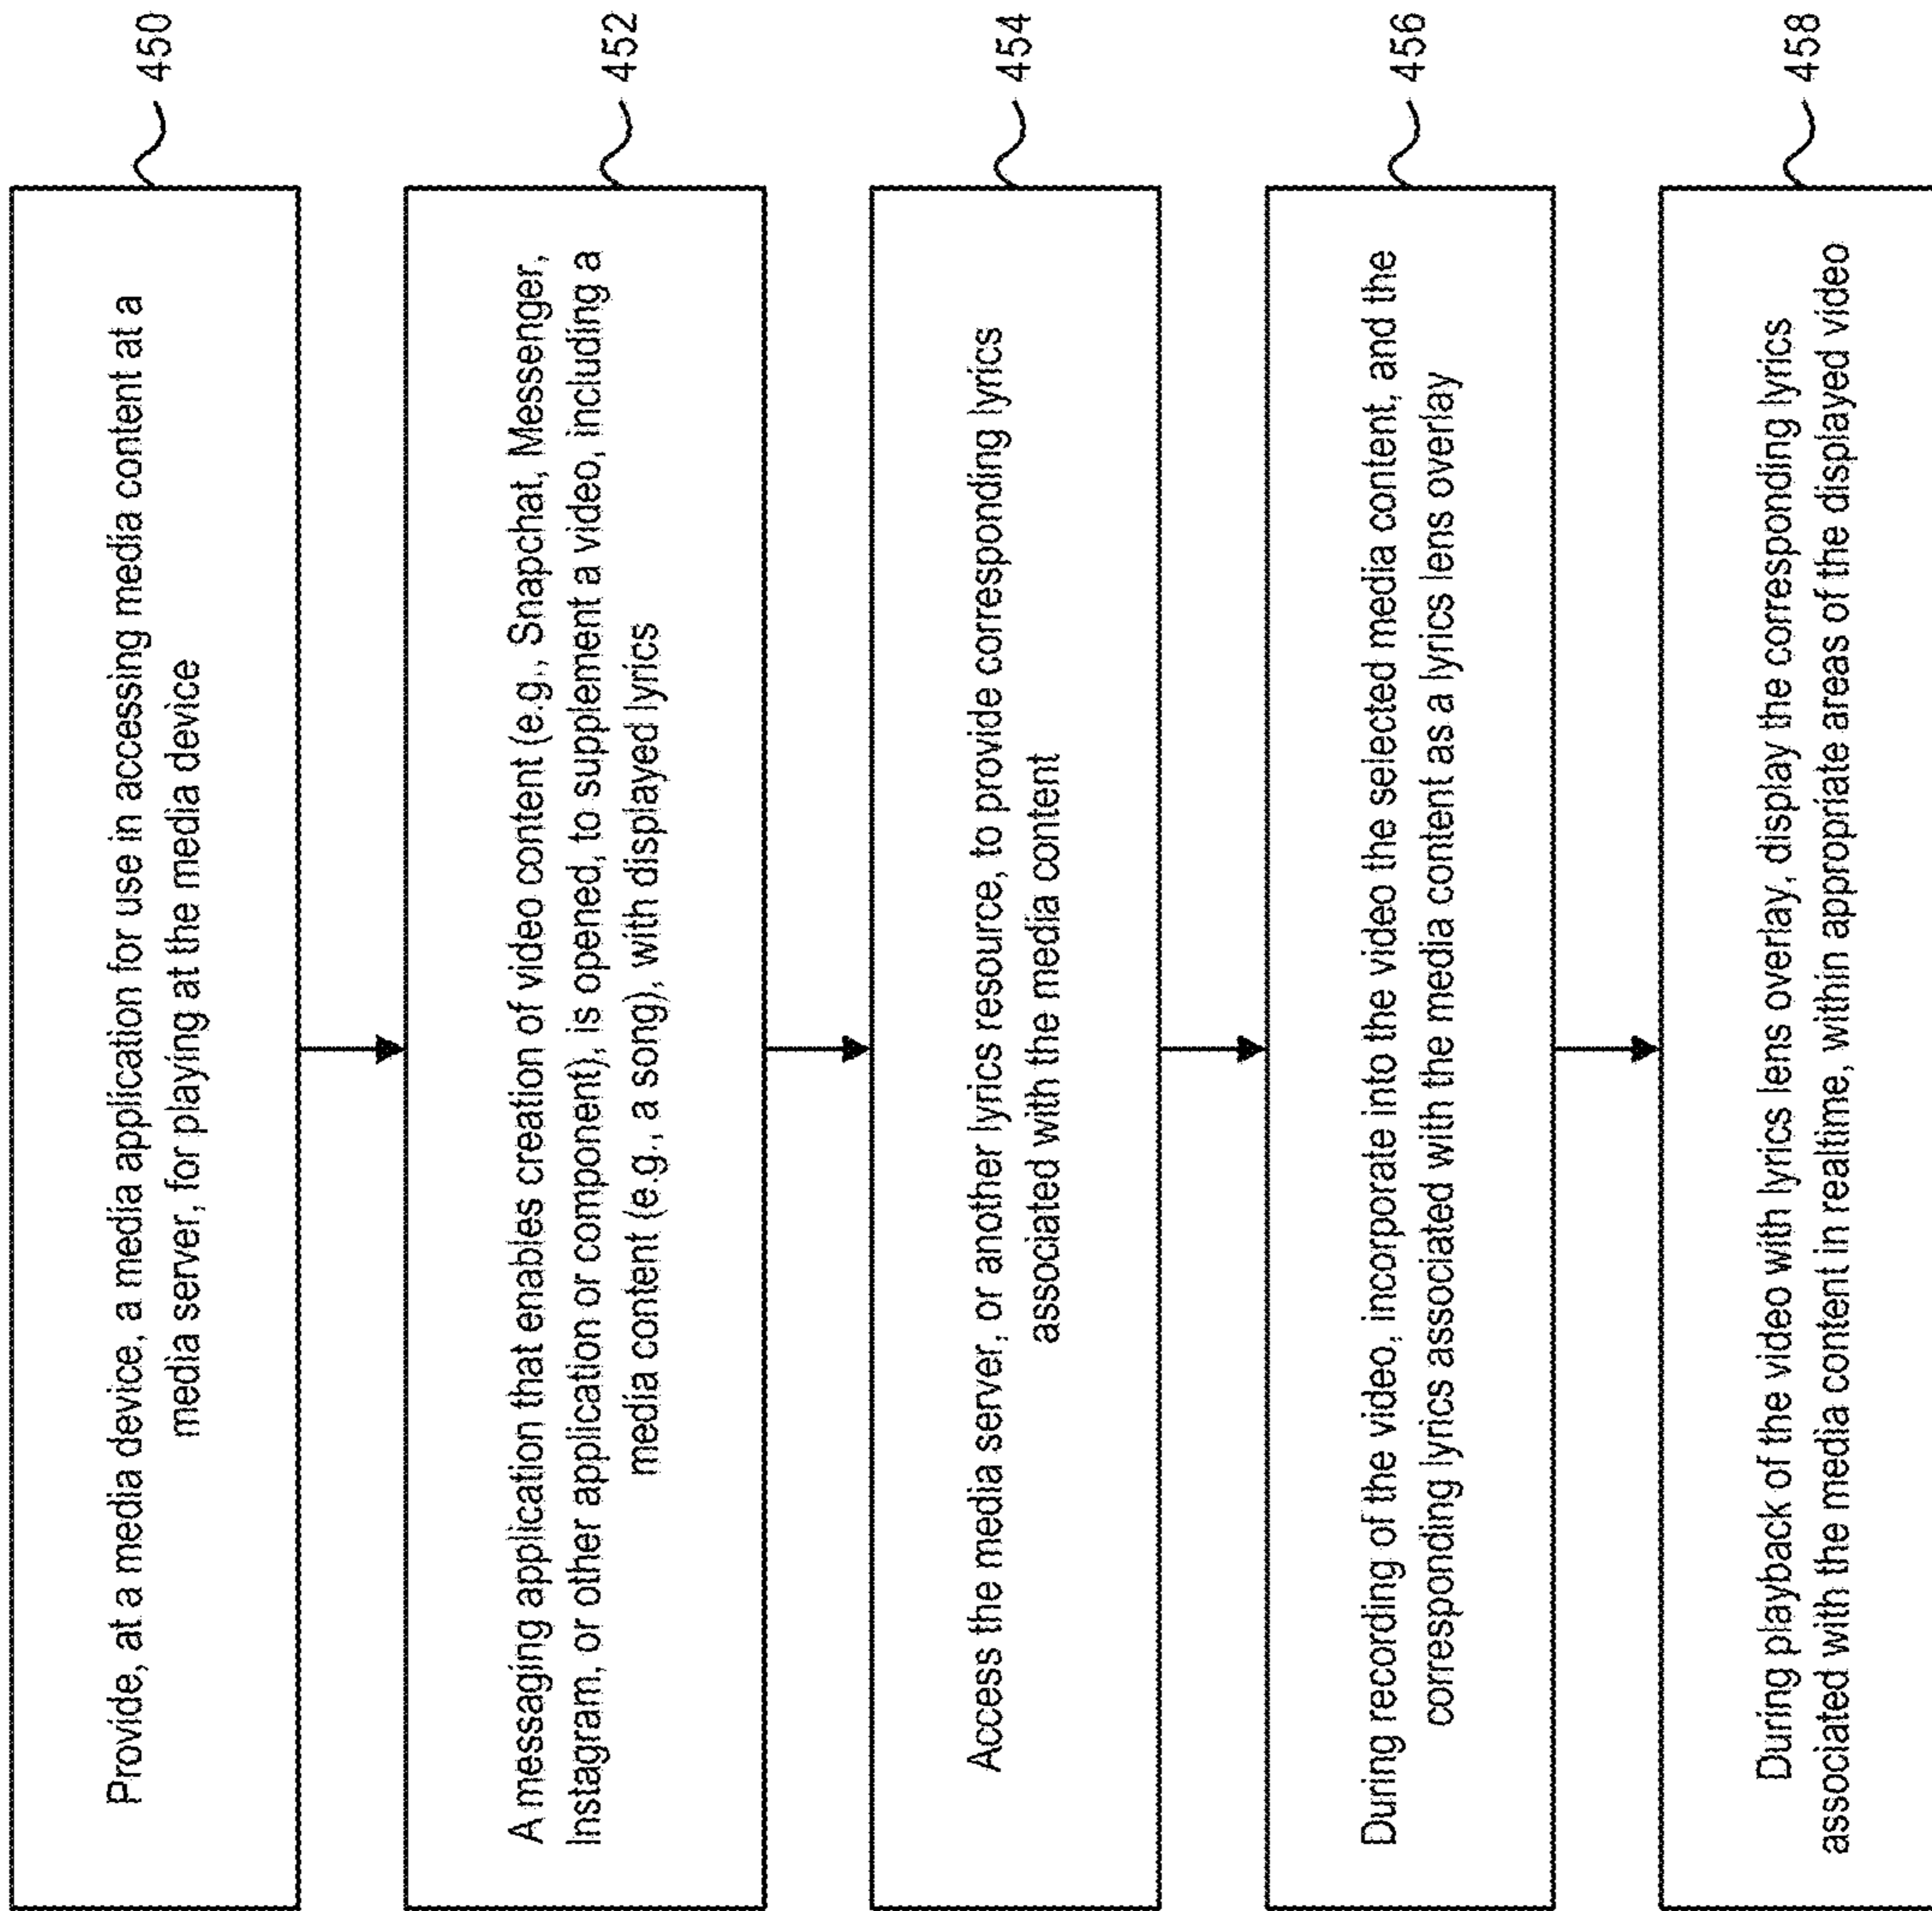 Provide, at a media device, a media application for use in accessing media content at a
media server, for playing at the media device
450
A messaging application that enables creation of video content (e.g., Snapchat, Messenger,
Instagram, or other application or component), is opened, to supplement a video, including a
media content (e.g., a song), with displayed lyrics
452
Access the media server, or another lyrics resource, to provide corresponding lyrics
associated with the media content
454
During recording of the video, incorporate into the video the selected media content, and the
corresponding lyrics associated with the media content as a lyrics lens overlay
456
During playback of the video with lyrics lens overlay, display the corresponding lyrics
associated with the media content in realtime, within appropriate areas of the displayed video
458